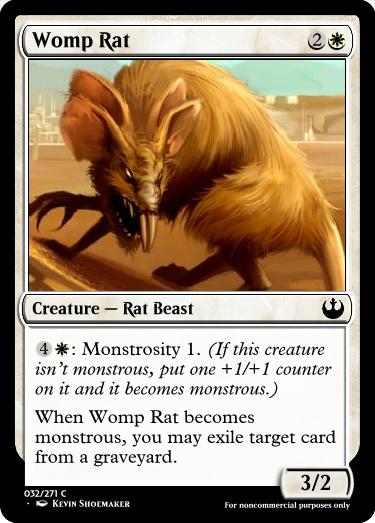 Womp Rat 2
Creature — Rat Beast
4 : Monstrosity 1. (If this creature
isn't monstrous, put one +1/+1 counter
on it and it becomes monstrous.)
When Womp Rat becomes
monstrous, you may exile target card
from a graveyard.
3/2
032/271 C
· Kevin Shoemaker For noncommercial purposes only